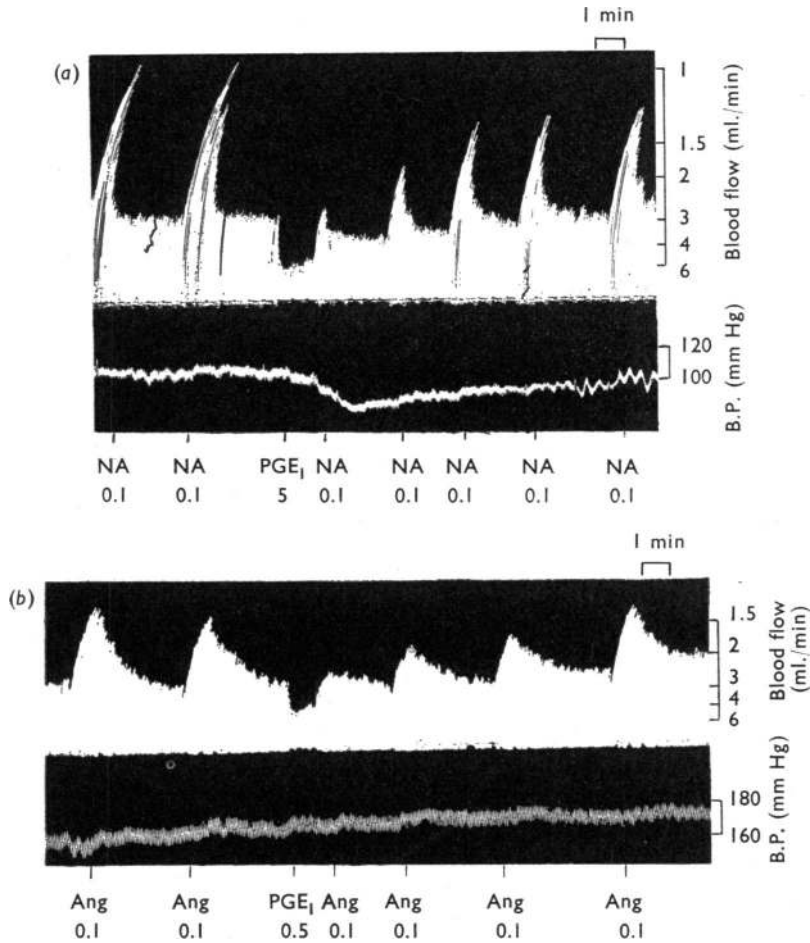 1 min
(a)
1
1.5
2
3
4
6
Blood flow (ml./min)
120
100
B.P. (mm Hg)
NA NA PGE1 NA NA NA NA NA
0.1 0.1 5 0.1 0.1 0.1 0.1 0.1
1 min
(b)
1.5
2
3
4
6
Blood flow
(ml./min)
180
160
B.P. (mm Hg)
Ang Ang PGE1 Ang Ang Ang Ang
0.1 0.1 0.5 0.1 0.1 0.1 0.1